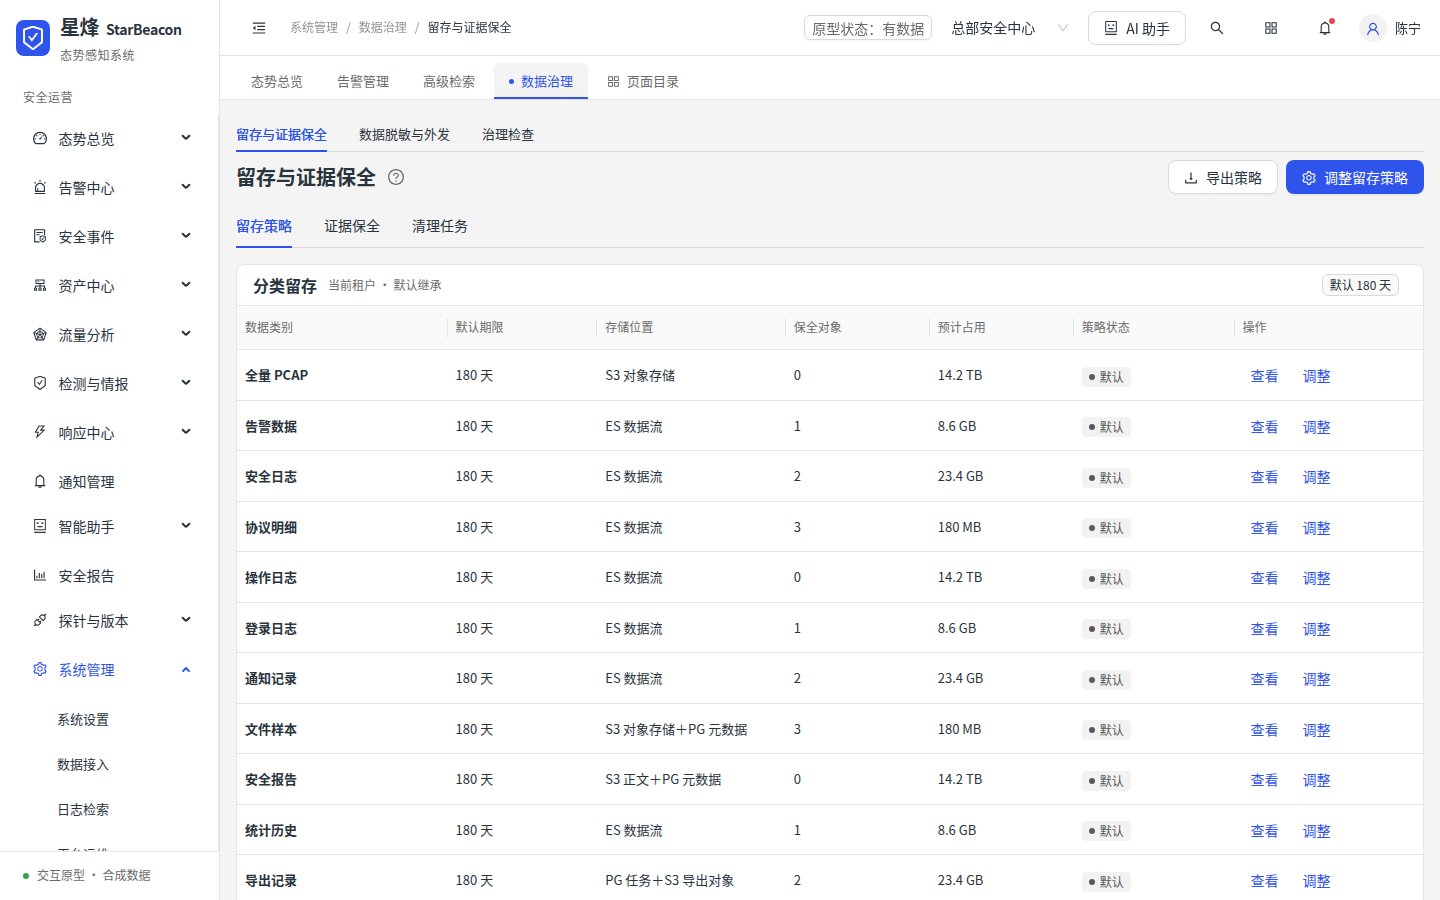 星烽 StarBeacon
态势感知系统
安全运营
态势总览
告警中心
安全事件
资产中心
流量分析
检测与情报
响应中心
通知管理
智能助手
安全报告
探针与版本
系统管理
系统设置
数据接入
日志检索
交互原型 · 合成数据
系统管理 / 数据治理 / 留存与证据保全
原型状态：有数据
总部安全中心
AI 助手
陈宁
态势总览 告警管理 高级检索 数据治理 页面目录
留存与证据保全 数据脱敏与外发 治理检查
留存与证据保全
导出策略 调整留存策略
留存策略 证据保全 清理任务
分类留存 当前租户 · 默认继承 默认 180 天
数据类别 默认期限 存储位置 保全对象 预计占用 策略状态 操作
全量 PCAP 180 天 S3 对象存储 0 14.2 TB 默认 查看 调整
告警数据 180 天 ES 数据流 1 8.6 GB 默认 查看 调整
安全日志 180 天 ES 数据流 2 23.4 GB 默认 查看 调整
协议明细 180 天 ES 数据流 3 180 MB 默认 查看 调整
操作日志 180 天 ES 数据流 0 14.2 TB 默认 查看 调整
登录日志 180 天 ES 数据流 1 8.6 GB 默认 查看 调整
通知记录 180 天 ES 数据流 2 23.4 GB 默认 查看 调整
文件样本 180 天 S3 对象存储＋PG 元数据 3 180 MB 默认 查看 调整
安全报告 180 天 S3 正文＋PG 元数据 0 14.2 TB 默认 查看 调整
统计历史 180 天 ES 数据流 1 8.6 GB 默认 查看 调整
导出记录 180 天 PG 任务＋S3 导出对象 2 23.4 GB 默认 查看 调整